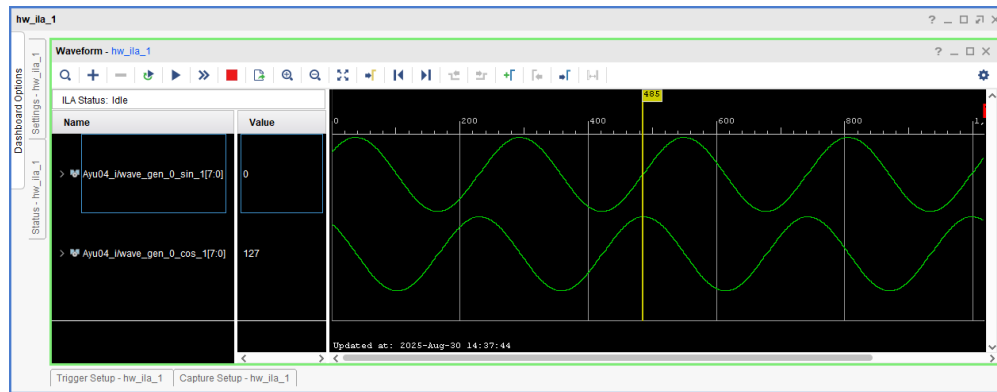 hw_ila_1
Dashboard Options
Settings - hw_ila_1
Status - hw_ila_1
Waveform - hw_ila_1
ILA Status: Idle
Name
Value
Ayu04_i/wave_gen_0_sin_1[7:0]
0
Ayu04_i/wave_gen_0_cos_1[7:0]
127
485
0
200
400
600
800
1,
Updated at: 2025-Aug-30 14:37:44
Trigger Setup - hw_ila_1
Capture Setup - hw_ila_1